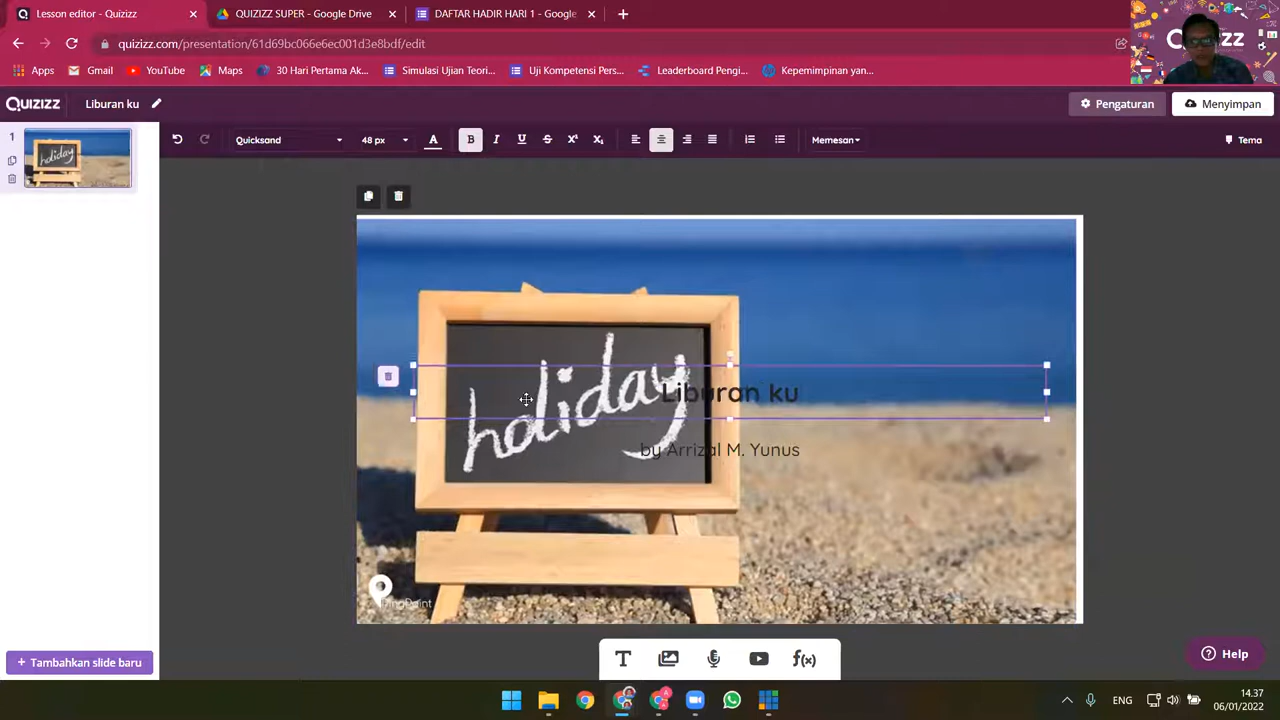 Lesson editor - Quizizz
QUIZIZZ SUPER - Google Drive
DAFTAR HADIR HARI 1 - Google
quizizz.com/presentation/61d69bc066e6ec001d3e8bdf/edit
Apps
Gmail
YouTube
Maps
30 Hari Pertama Ak...
Simulasi Ujian Teori...
Uji Kompetensi Pers...
Leaderboard Pengi...
Kepemimpinan yan...
QUIZIZZ
Liburan ku
Pengaturan
Menyimpan
Quicksand
48 px
A
B
I
U
S
Memesan
Tema
1
holiday
holiday
Liburan ku
by Arrizal M. Yunus
Tambahkan slide baru
T
f(x)
Help
ENG
14.37
06/01/2022